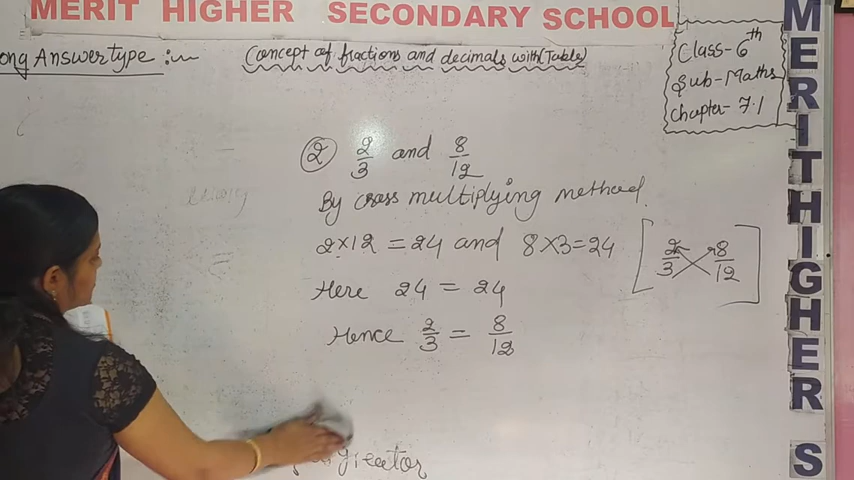 MERIT HIGHER SECONDARY SCHOOL
ong Answer type :~
Concept of fractions and decimals with (Table)
Class-6th
Sub-Maths
Chapter- 7.1
② 2/3 and 8/12
By cross multiplying method.
2×12 = 24 and 8×3=24 [2/3 8/12]
Here 24 = 24
Hence 2/3 = 8/12
MERIT HIGHER S